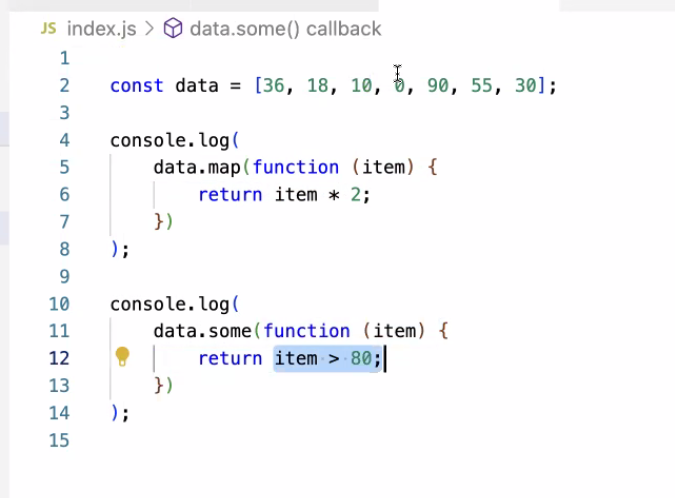 JS index.js > data.some() callback
1
2 const data = [36, 18, 10, 0, 90, 55, 30];
3
4 console.log(
5     data.map(function (item) {
6         return item * 2;
7     })
8 );
9
10 console.log(
11     data.some(function (item) {
12         return item > 80;
13     })
14 );
15